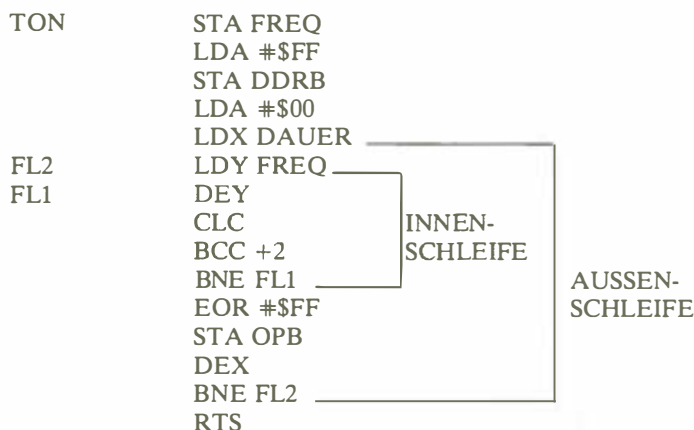 TON STA FREQ
LDA #$FF
STA DDRB
LDA #$00
LDX DAUER
FL2 LDY FREQ
FL1 DEY
CLC INNEN-
BCC +2 SCHLEIFE
BNE FL1 AUSSEN-
EOR #$FF SCHLEIFE
STA OPB
DEX
BNE FL2
RTS